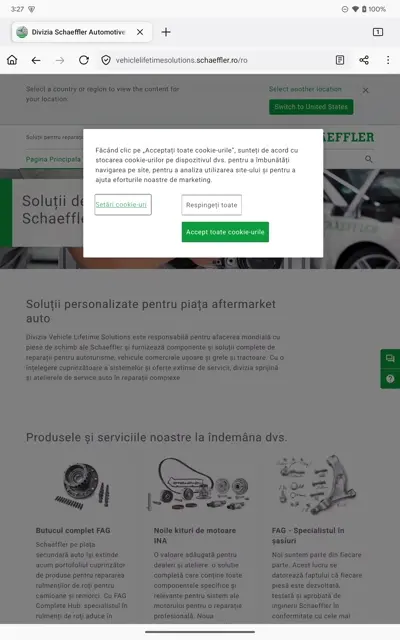 3:27
100%
Divizia Schaeffler Automotive
1
vehiclelifetimesolutions.schaeffler.ro/ro
Select a country or region to view the content for
your location.
Select another location
Switch to United States
Soluții pentru reparații
Pagina Principala
Făcând clic pe „Acceptați toate cookie-urile", sunteți de acord cu
stocarea cookie-urilor pe dispozitivul dvs. pentru a îmbunătăți
navigarea pe site, pentru a analiza utilizarea site-ului și pentru a
ajuta eforturile noastre de marketing.
Setări cookie-uri
Respingeți toate
Accept toate cookie-urile
Soluții de
Soluții personalizate pentru piața aftermarket
auto
Divizia Vehicle Lifetime Solutions este responsabilă pentru afacerea mondială cu
piese de schimb ale Schaeffler și furnizează componente și soluții complete de
reparații pentru autoturisme, vehicule comerciale ușoare și grele și tractoare. Cu o
înțelegere cuprinzătoare a sistemelor și oferte extinse de servicii, divizia sprijină
și atelierele de service auto în reparații complexe.
Produsele și serviciile noastre la îndemâna dvs.
Butucul complet FAG
Schaeffler pe piața
secundară auto își extinde
acum portofoliul cuprinzător
de produse pentru repararea
rulmenților de roți pentru
camioane și remorci. Cu FAG
Complete Hub, specialistul în
rulmenți de roți aduce în
Noile kituri de motoare
INA
O valoare adăugată pentru
dealeri și ateliere: o soluție
completă care conține toate
componentele specifice și
relevante pentru sistem ale
motorului pentru o reparație
profesională. Noua
FAG - Specialistul în
șasiuri
Noi suntem parte din fiecare
parte. Acest lucru se
datorează faptului că fiecare
piesă este dezvoltată,
testată și aprobată de
inginerii Schaeffler în
conformitate cu cele mai